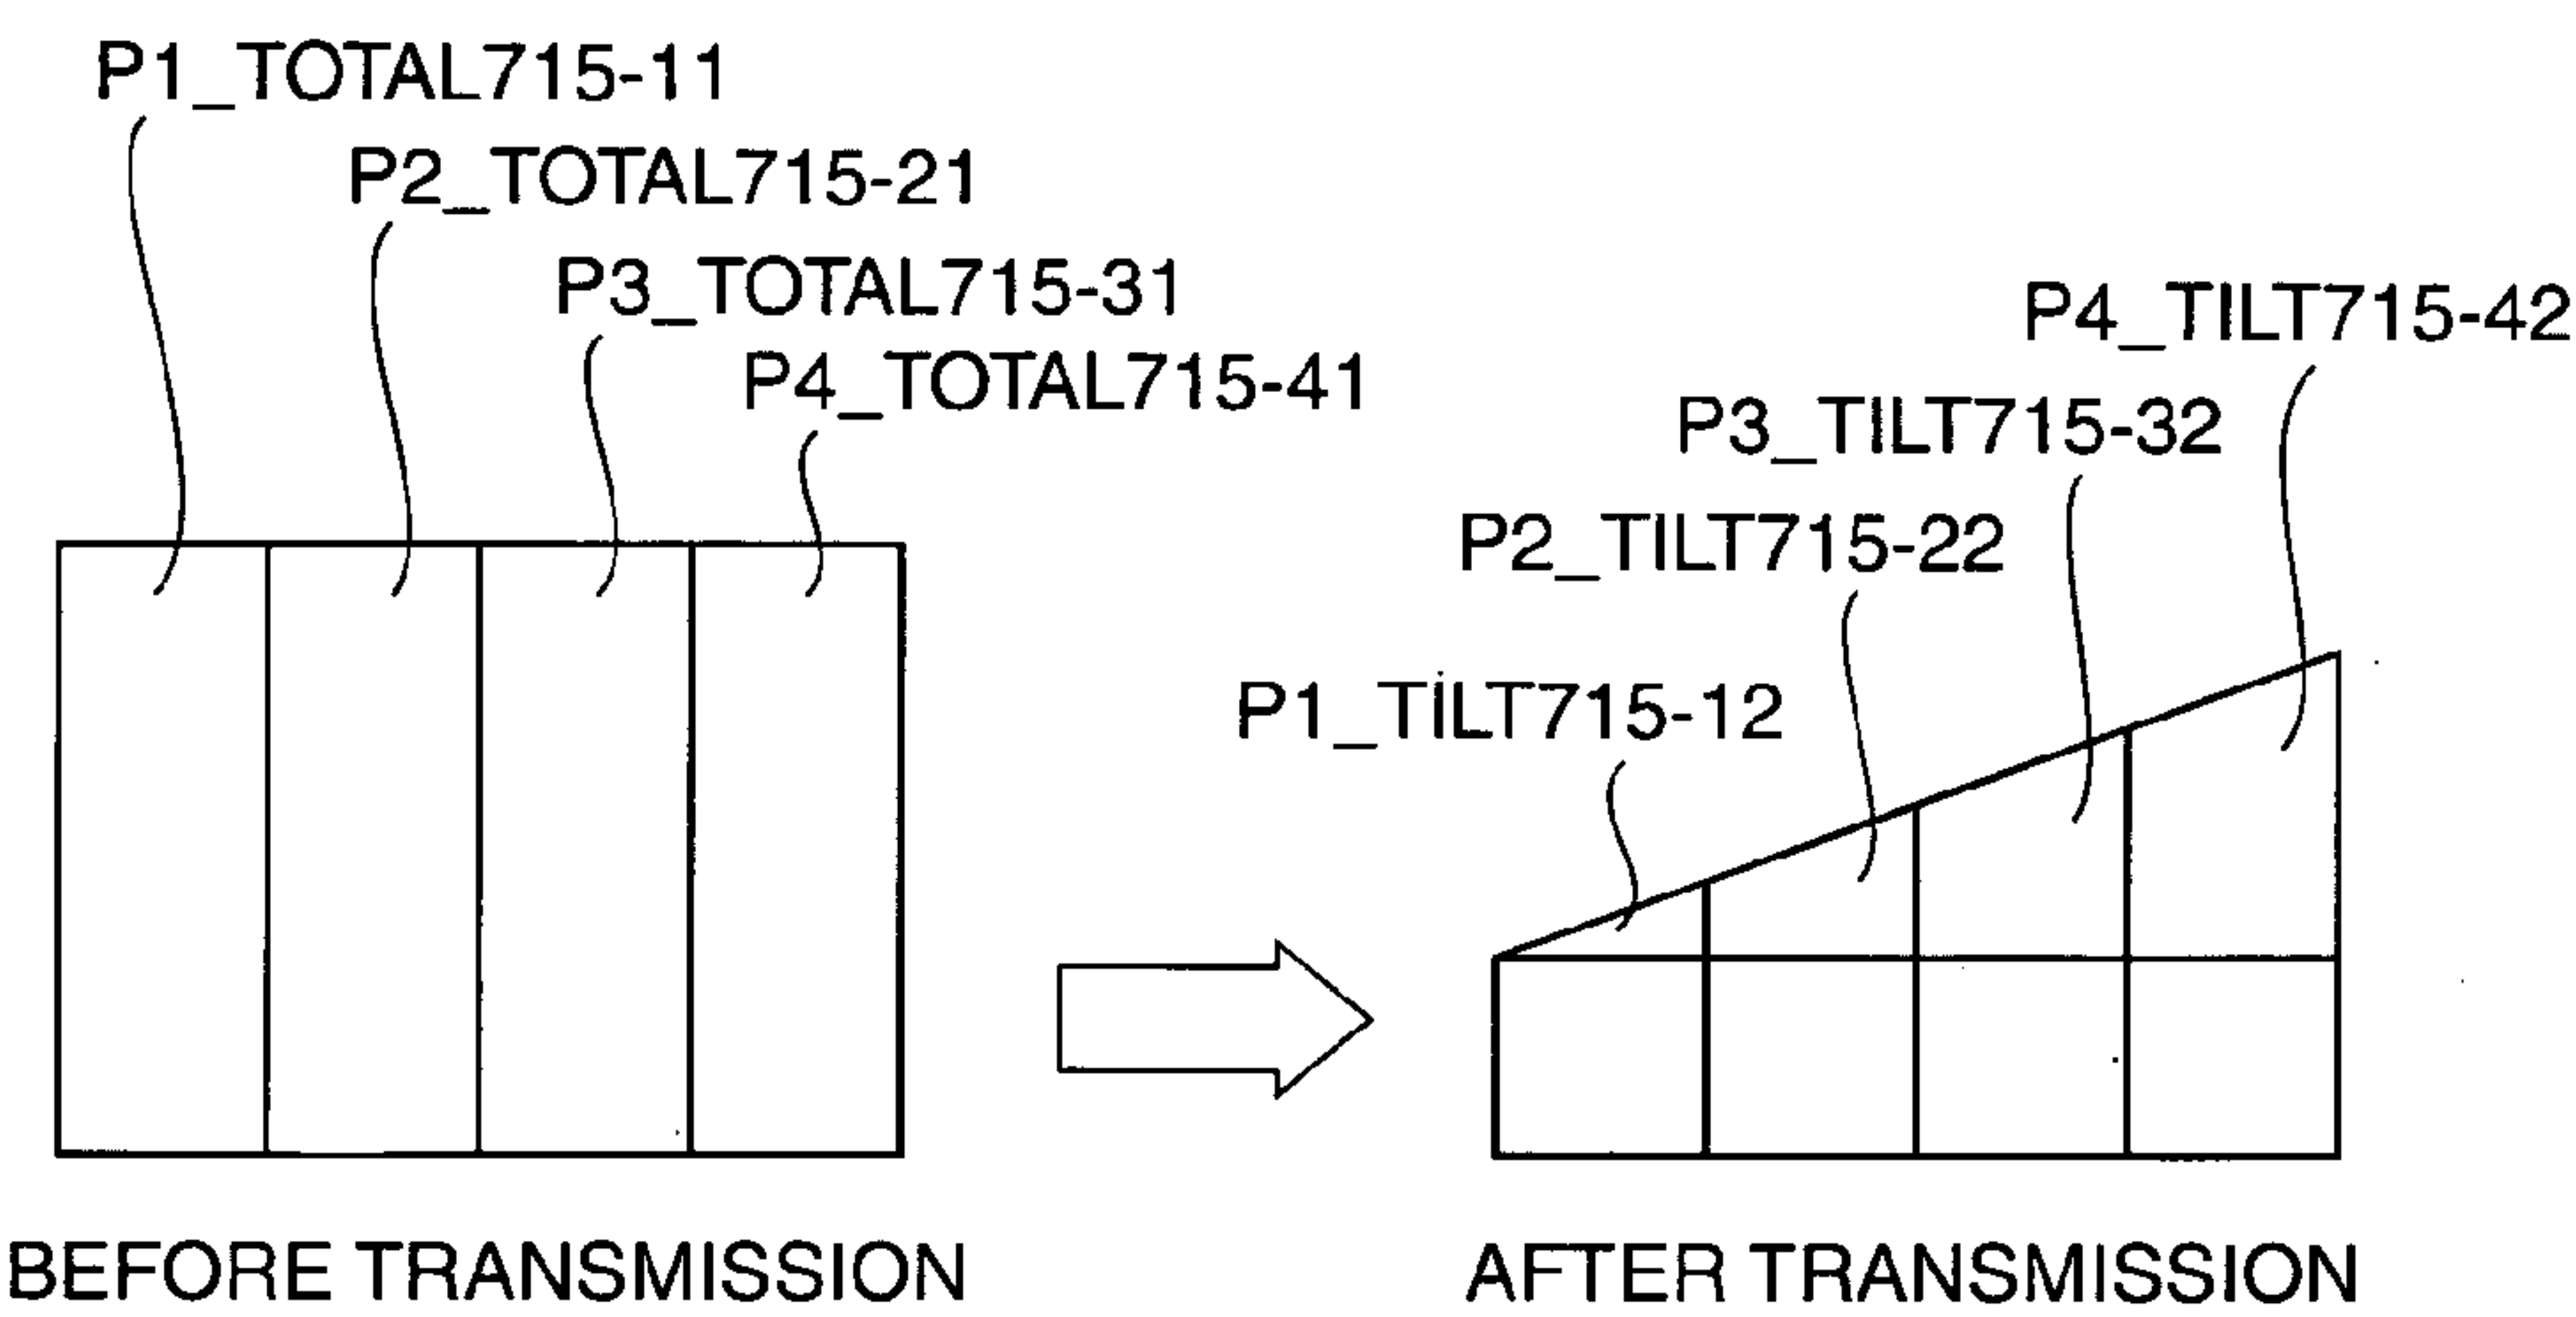 P1_TOTAL715-11
P2_TOTAL715-21
P3_TOTAL715-31
P4_TOTAL715-41
P4_TILT715-42
P3_TILT715-32
P2_TILT715-22
P1_TILT715-12
BEFORE TRANSMISSION
AFTER TRANSMISSION